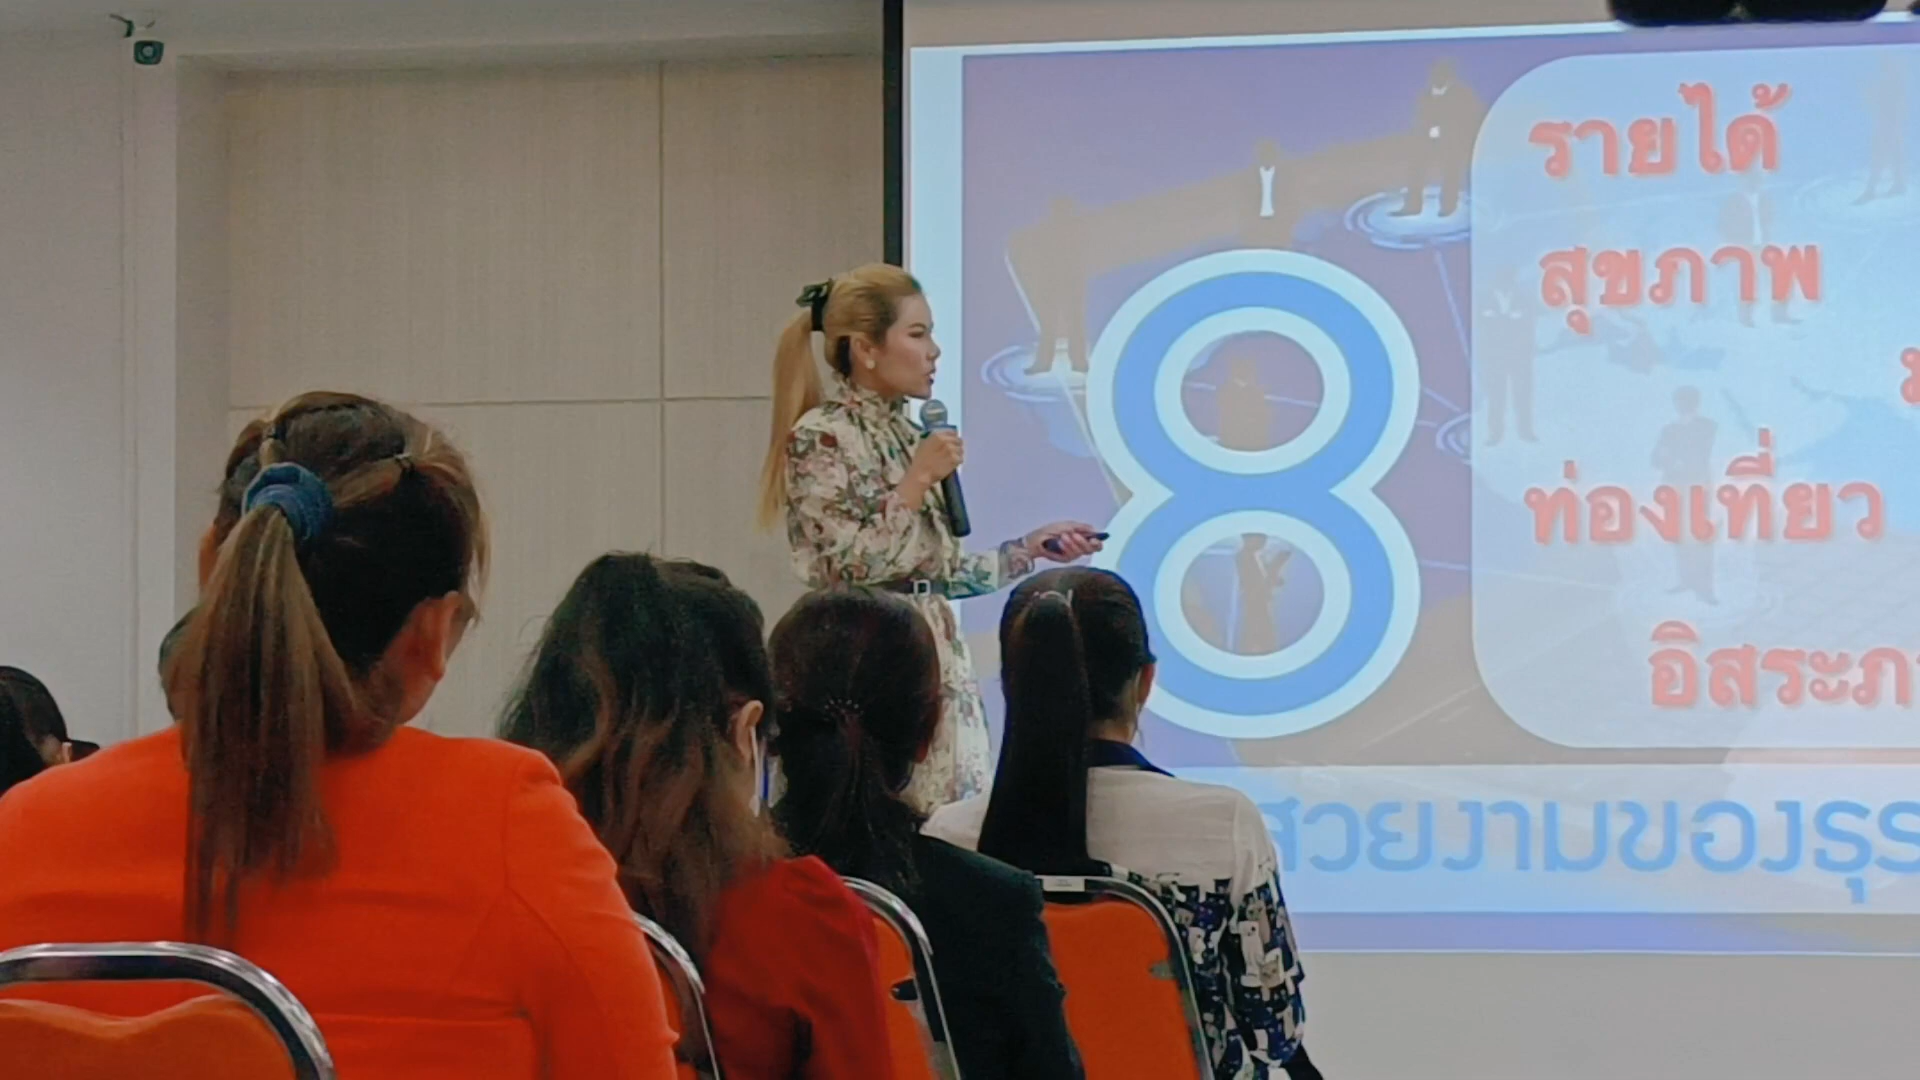 8
รายได้
สุขภาพ
ท่องเที่ยว
สวยงามของธุร